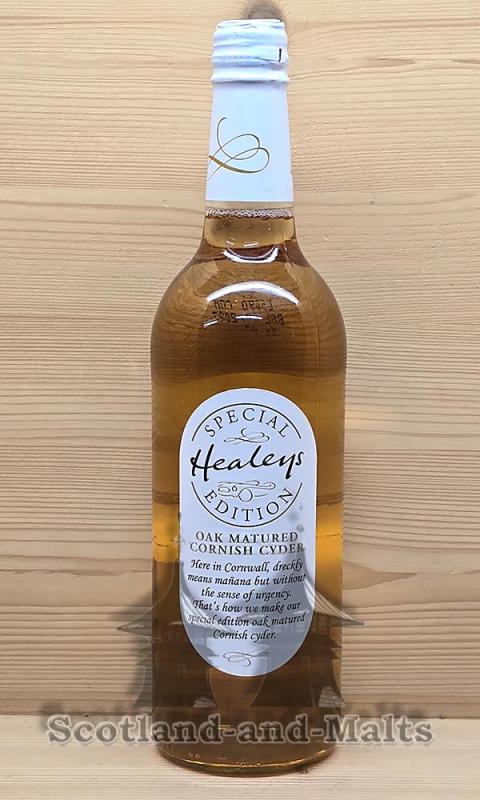 SPECIAL
Healeys
EDITION
OAK MATURED
CORNISH CYDER
Here in Cornwall, dreckly
means mañana but without
the sense of urgency.
That's how we make our
special edition oak matured
Cornish cyder.
Scotland-and-Malts